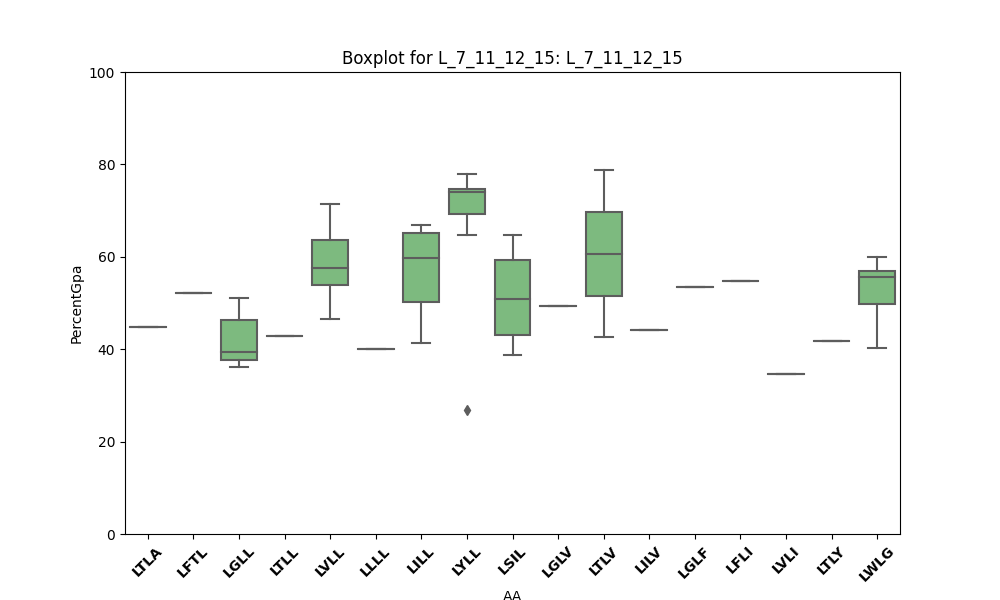 Boxplot for L_7_11_12_15: L_7_11_12_15
100
80
60
40
20
0
PercentGpa
LTLA LFTL LGLL LTLL LVLL LLLL LILL LYLL LSIL LGLV LTLV LILV LGLF LFLI LVLI LTLY LWLG
AA